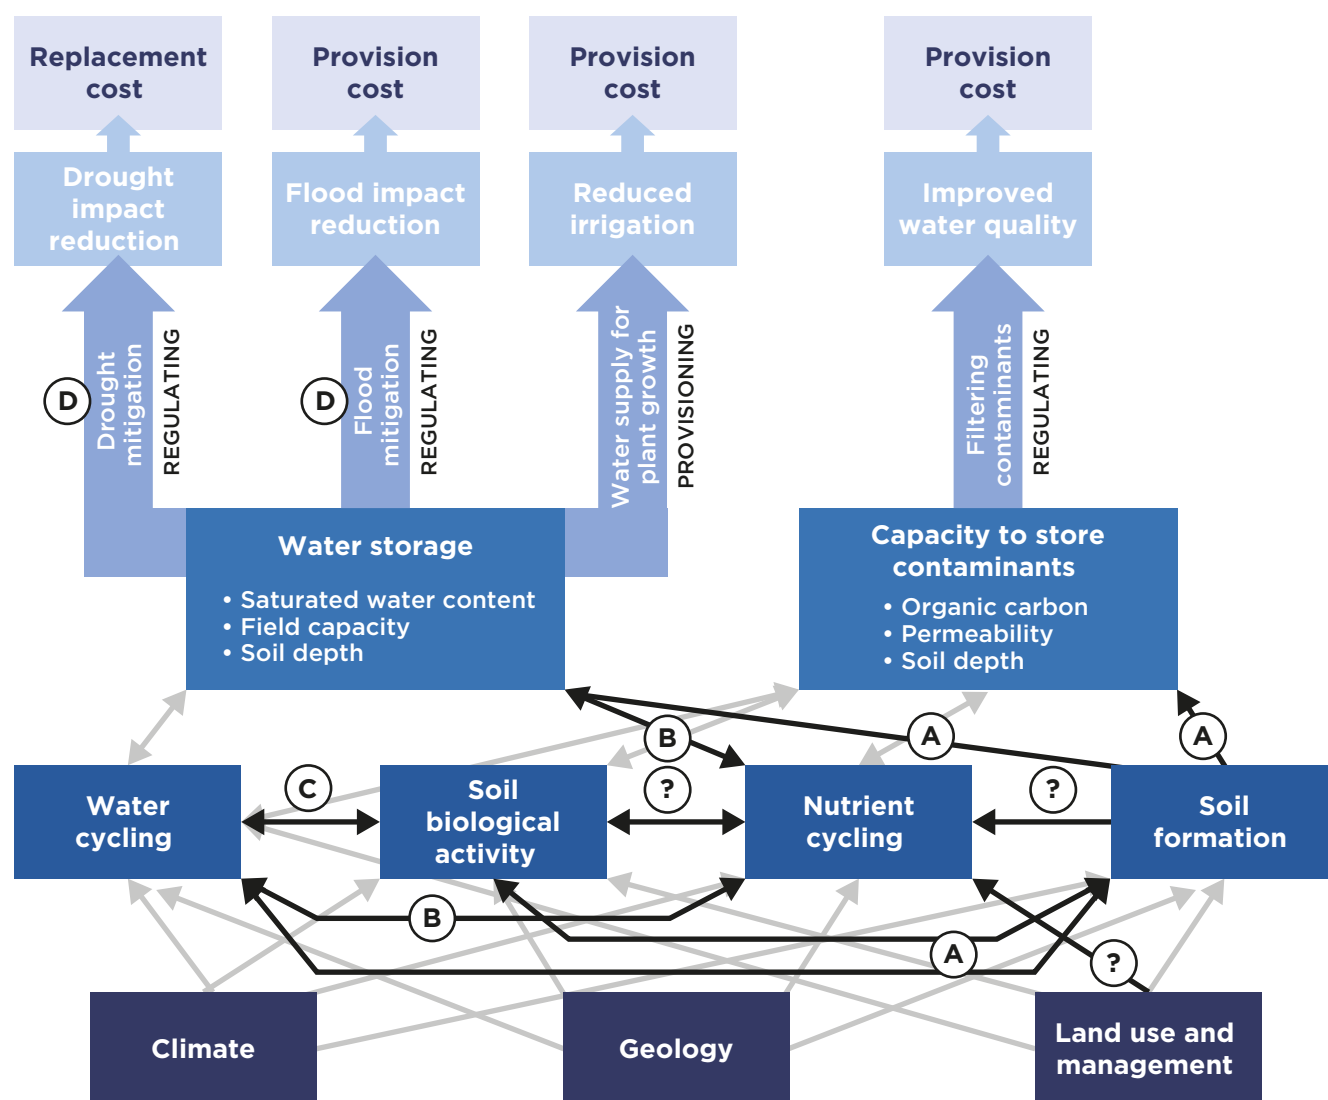 Replacement
cost
Provision
cost
Provision
cost
Provision
cost
Drought
impact
reduction
Flood impact
reduction
Reduced
irrigation
Improved
water quality
D
Drought
mitigation
REGULATING
D
Flood
mitigation
REGULATING
Water supply for
plant growth
PROVISIONING
Filtering
contaminants
REGULATING
Water storage
• Saturated water content
• Field capacity
• Soil depth
Capacity to store
contaminants
• Organic carbon
• Permeability
• Soil depth
B
A
A
C
?
?
Water
cycling
Soil
biological
activity
Nutrient
cycling
Soil
formation
B
A
?
Climate
Geology
Land use and
management